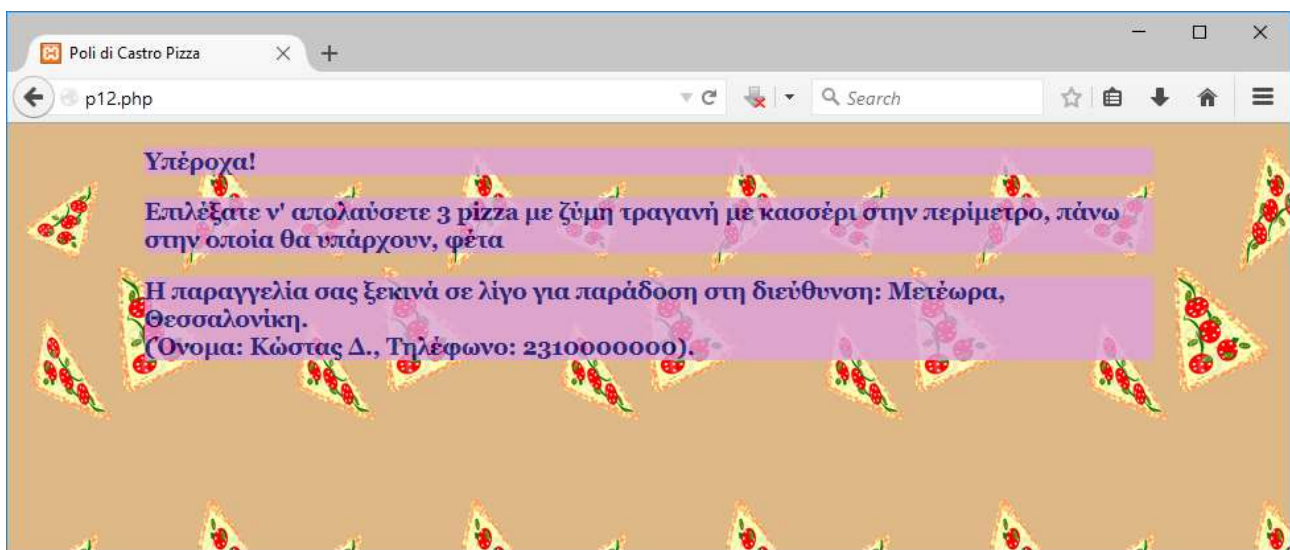 Poli di Castro Pizza
p12.php
Search
Υπέροχα!
Επιλέξατε ν' απολαύσετε 3 pizza με ζύμη τραγανή με κασσέρι στην περίμετρο, πάνω
στην οποία θα υπάρχουν, φέτα
Η παραγγελία σας ξεκινά σε λίγο για παράδοση στη διεύθυνση: Μετέωρα,
Θεσσαλονίκη.
(Όνομα: Κώστας Δ., Τηλέφωνο: 2310000000).